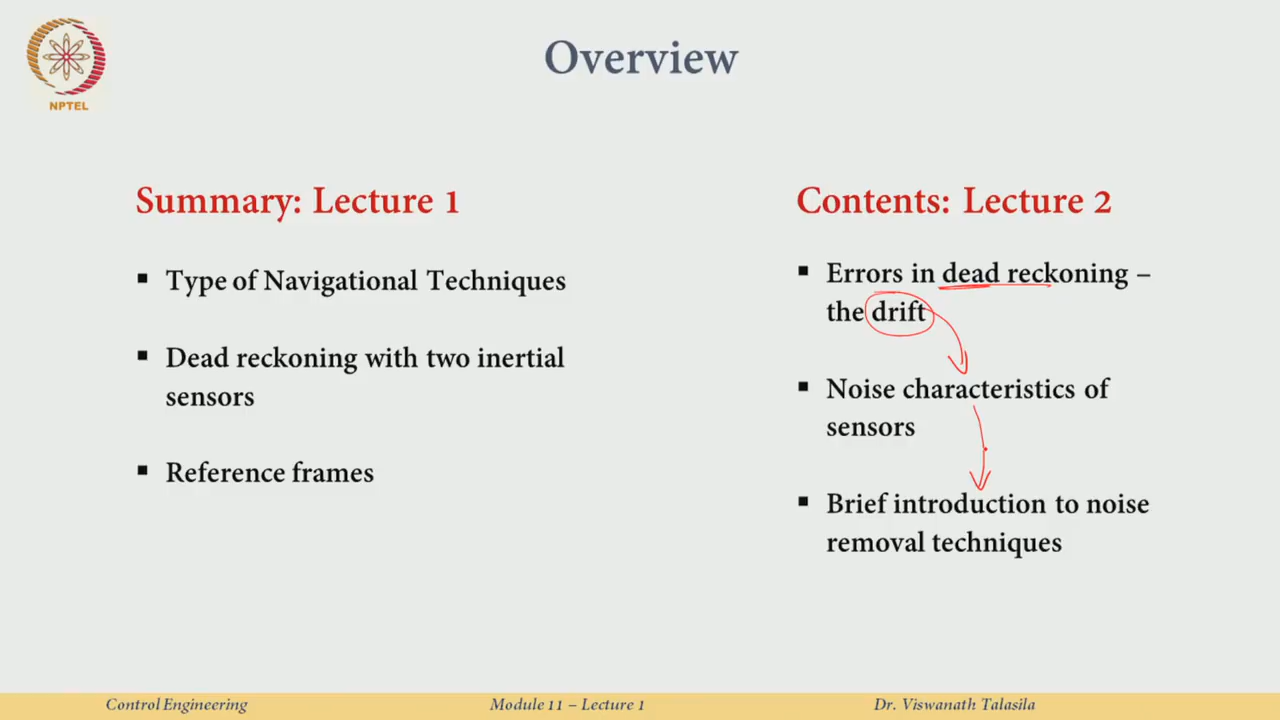 NPTEL
Overview
Summary: Lecture 1
▪ Type of Navigational Techniques
▪ Dead reckoning with two inertial
sensors
▪ Reference frames
Contents: Lecture 2
▪ Errors in dead reckoning –
the drift
▪ Noise characteristics of
sensors
▪ Brief introduction to noise
removal techniques
Control Engineering
Module 11 – Lecture 1
Dr. Viswanath Talasila